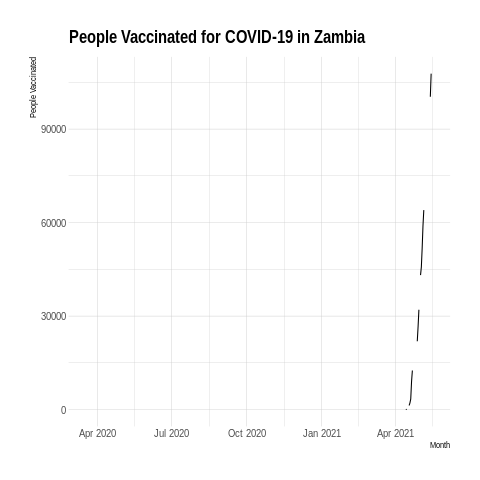 People Vaccinated for COVID-19 in Zambia
People Vaccinated
90000
60000
30000
0
Apr 2020 Jul 2020 Oct 2020 Jan 2021 Apr 2021
Month